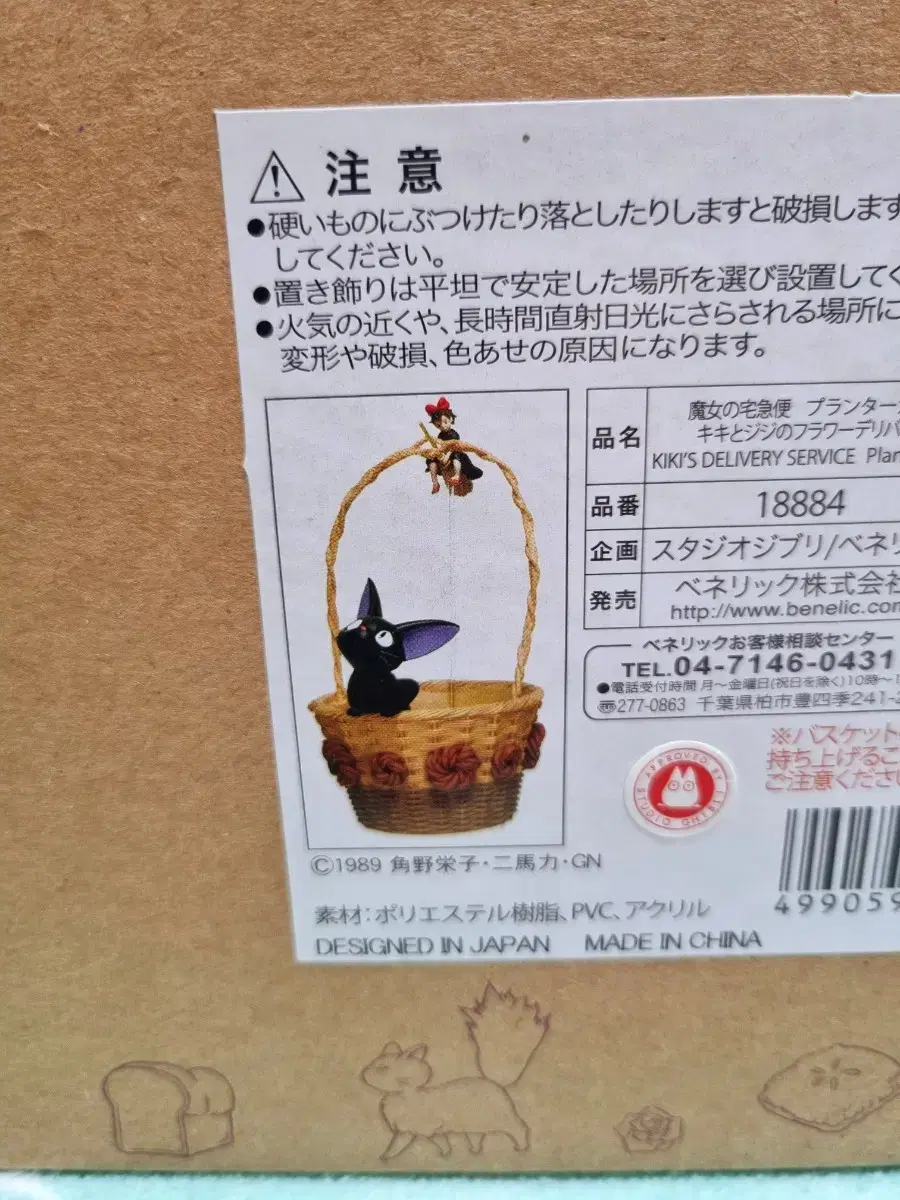 注意
●硬いものにぶつけたり落としたりしますと破損します
してください。
●置き飾りは平坦で安定した場所を選び設置して
●火気の近くや、長時間直射日光にさらされる場所に
変形や破損、色あせの原因になります。
品名
魔女の宅急便 プランター
キキとジジのフラワーデリバ
KIKI'S DELIVERY SERVICE Plan
品番 18884
企画 スタジオジブリ/ベネリ
発売 ベネリック株式会社
http://www.benelic.com
ベネリックお客様相談センター
TEL.04-7146-0431
●電話受付時間 月〜金曜日(祝日を除く)10時〜
〠277-0863 千葉県柏市豊四季241-
※バスケット
持ち上げるこ
ご注意くださ
APPROVED BY STUDIO GHIBLI
©1989 角野栄子・二馬力・GN
499059
素材:ポリエステル樹脂、PVC、アクリル
DESIGNED IN JAPAN MADE IN CHINA